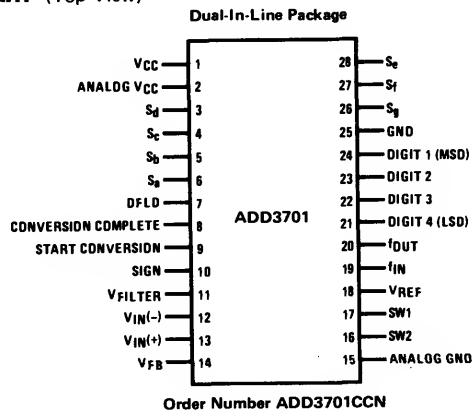 (Top View)
Dual-In-Line Package
VCC 1
ANALOG VCC 2
Sd 3
Sc 4
Sb 5
Sa 6
DFLD 7
CONVERSION COMPLETE 8
START CONVERSION 9
SIGN 10
VFILTER 11
VIN(−) 12
VIN(+) 13
VFB 14
ADD3701
28 Se
27 Sf
26 Sg
25 GND
24 DIGIT 1 (MSD)
23 DIGIT 2
22 DIGIT 3
21 DIGIT 4 (LSD)
20 fOUT
19 fIN
18 VREF
17 SW1
16 SW2
15 ANALOG GND
Order Number ADD3701CCN